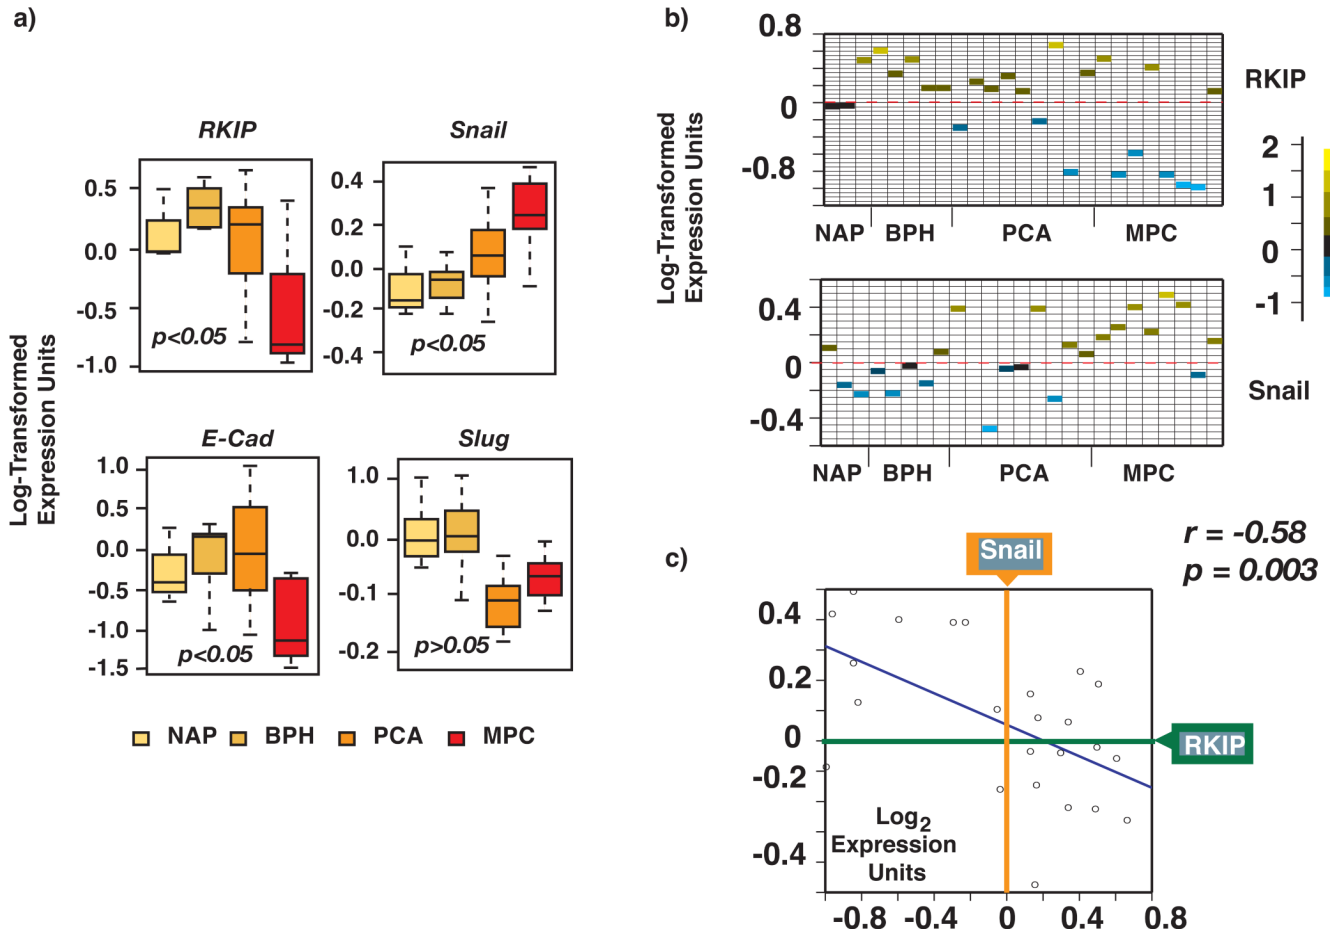 a)
Log-Transformed
Expression Units
RKIP
0.5
0.0
-0.5
-1.0
p<0.05
Snail
0.4
0.2
0.0
-0.2
-0.4
p<0.05
E-Cad
1.0
0.5
0.0
-0.5
-1.0
-1.5
p<0.05
Slug
1.0
0.0
-0.1
-0.2
p>0.05
NAP BPH PCA MPC
b)
Log-Transformed
Expression Units
0.8
0
-0.8
NAP BPH PCA MPC
RKIP
0.4
0
-0.4
NAP BPH PCA MPC
Snail
2
1
0
-1
c)
Snail
r = -0.58
p = 0.003
0.4
0.2
0
-0.2
-0.4
RKIP
Log2
Expression
Units
-0.8 -0.4 0 0.4 0.8